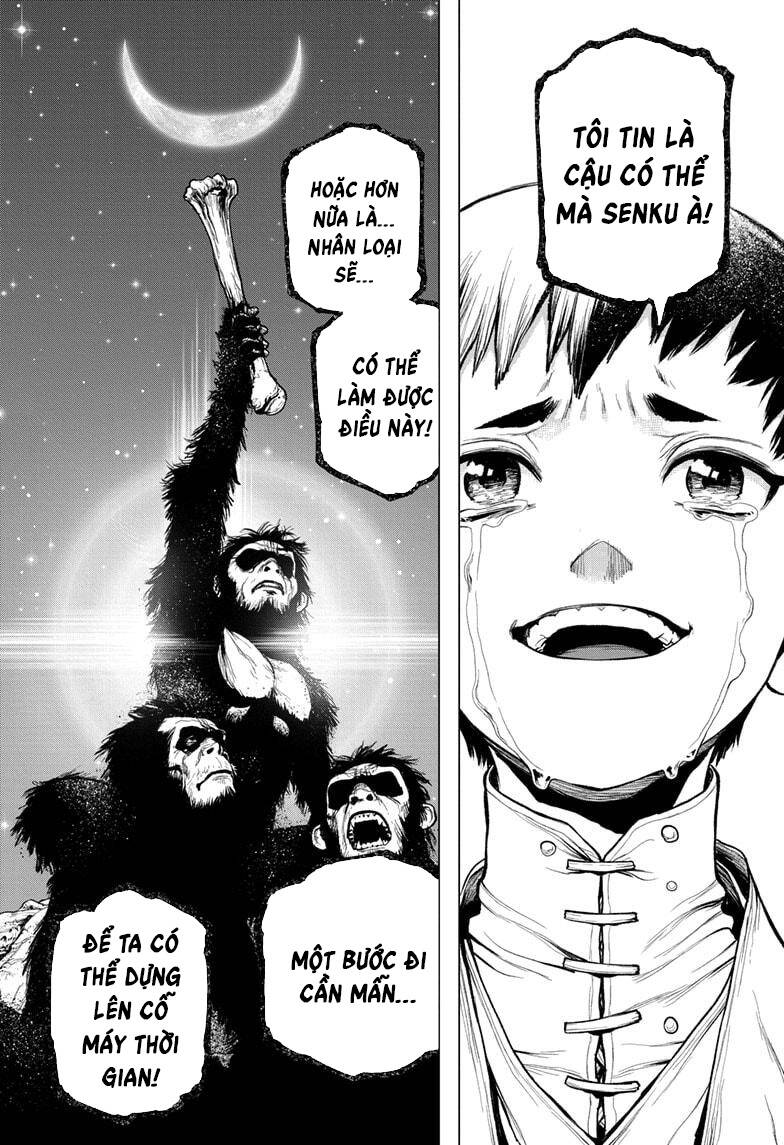 TÔI TIN LÀ
CẬU CÓ THỂ
MÀ SENKU À!
HOẶC HƠN
NỮA LÀ...
NHÂN LOẠI
SẼ...
CÓ THỂ
LÀM ĐƯỢC
ĐIỀU NÀY!
MỘT BƯỚC ĐI
CẦN MẪN...
ĐỂ TA CÓ
THỂ DỰNG
LÊN CỖ
MÁY THỜI
GIAN!